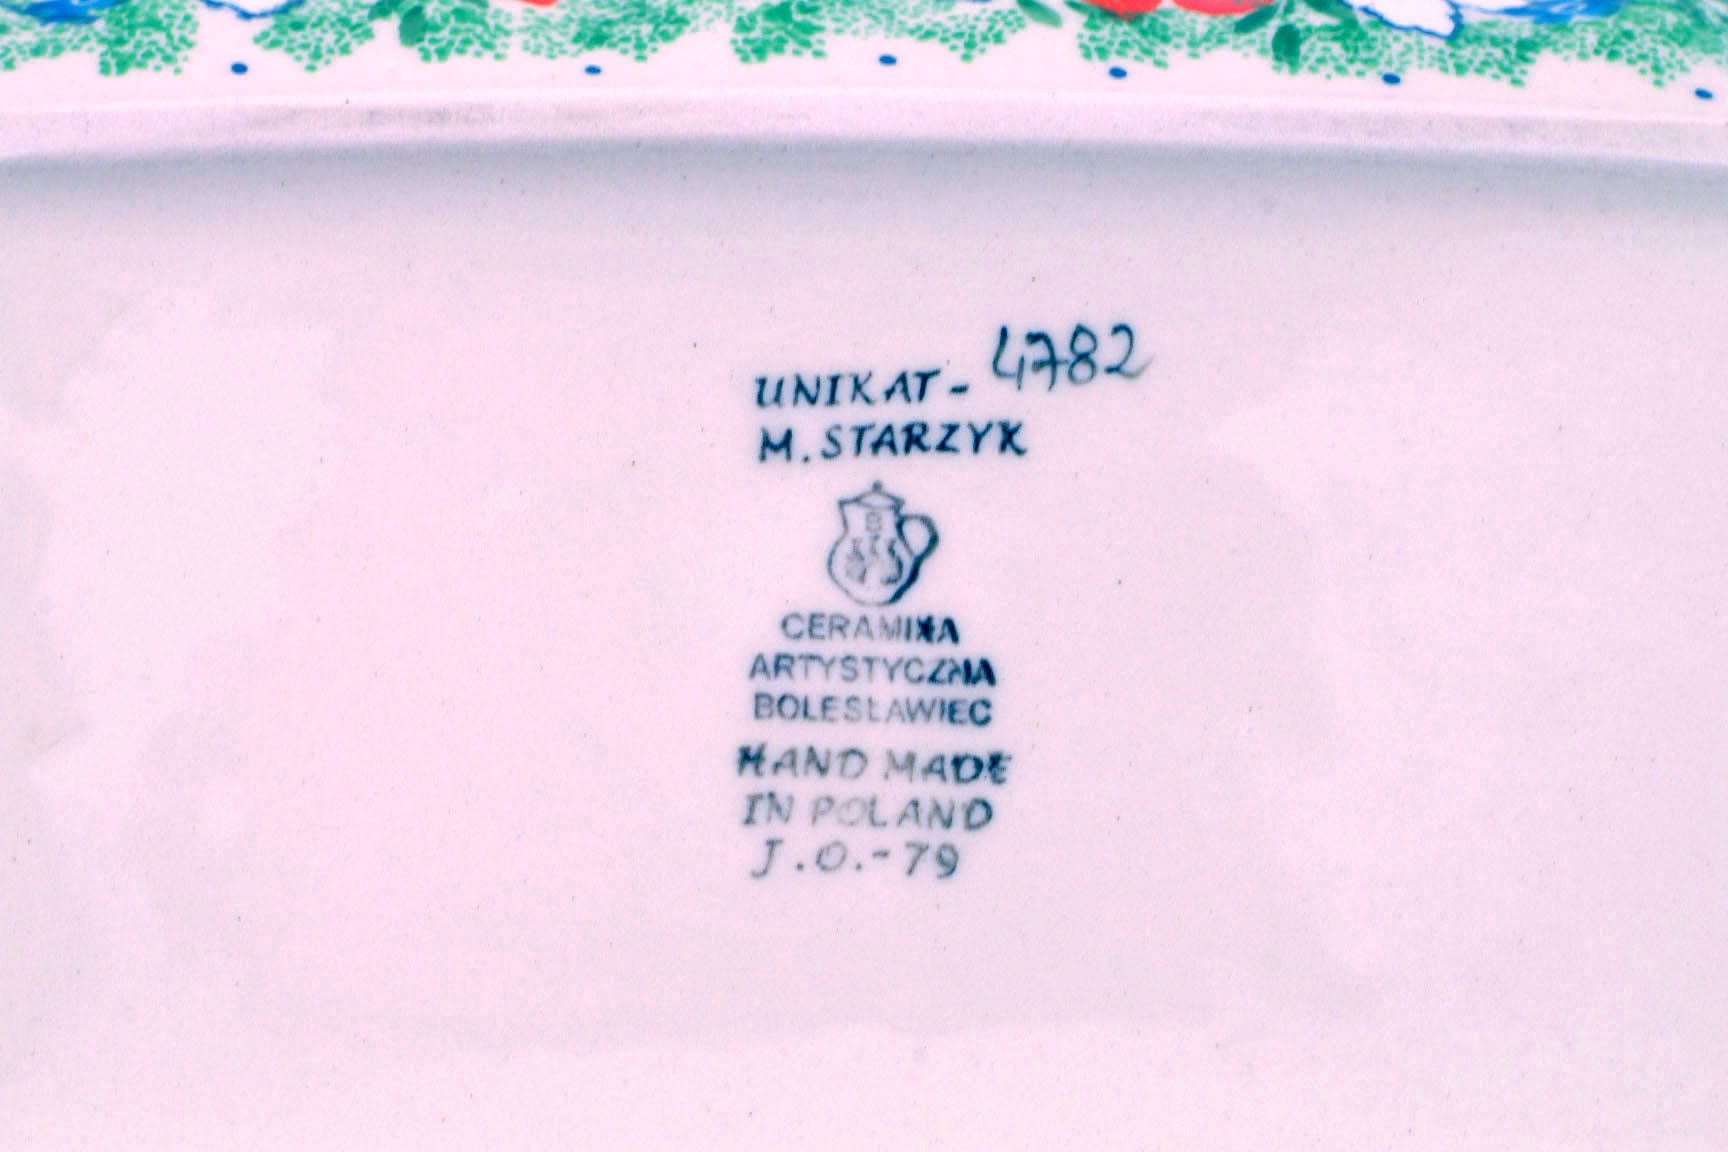 UNIKAT - 4782
M. STARZYK
B
CERAMIKA
ARTYSTYCZNA
BOLESŁAWIEC
HAND MADE
IN POLAND
J.O.-79